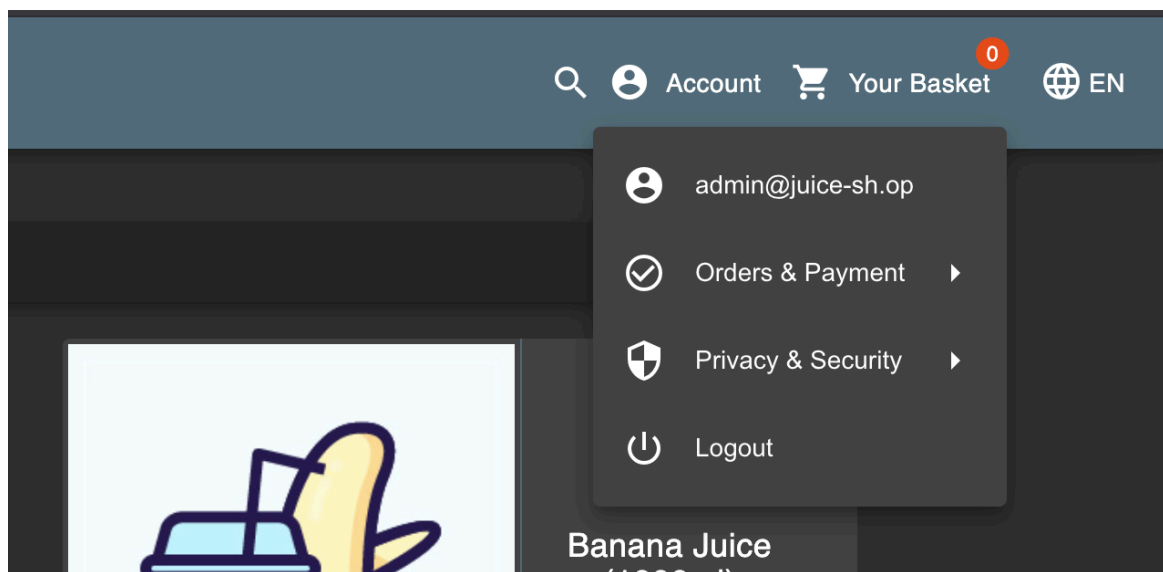 Account
Your Basket
0
EN
admin@juice-sh.op
Orders & Payment
Privacy & Security
Logout
Banana Juice